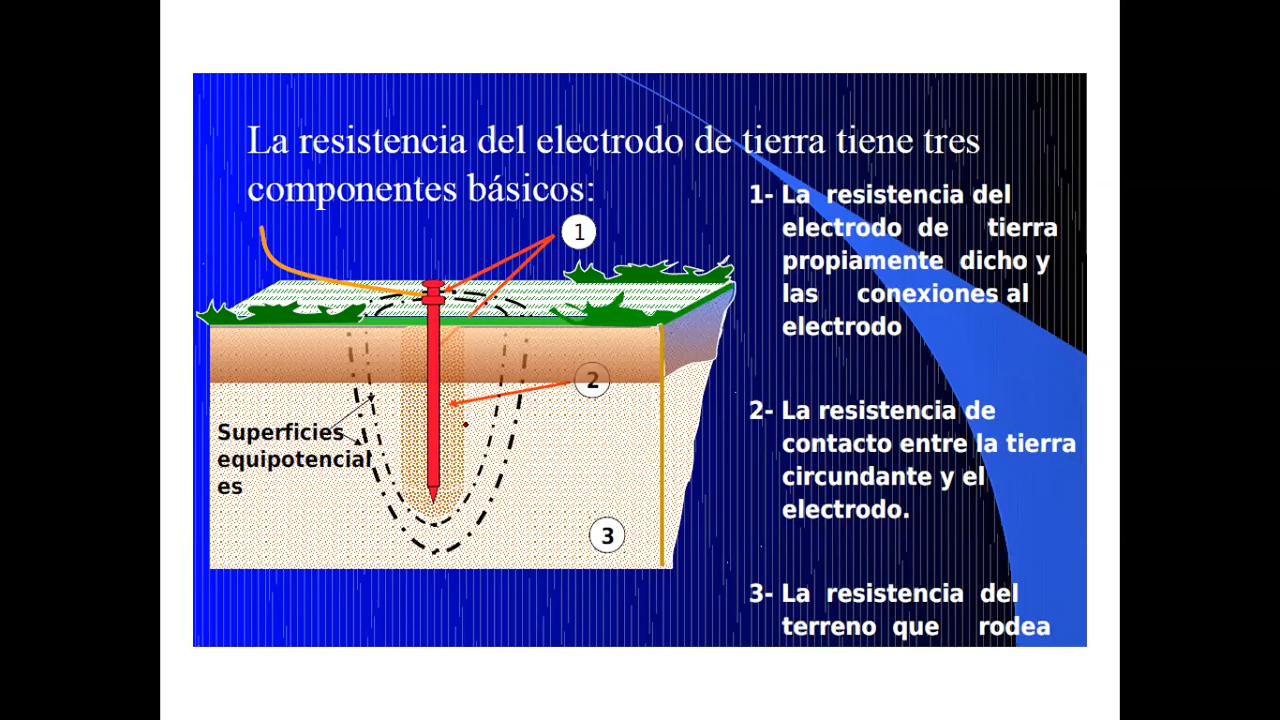 La resistencia del electrodo de tierra tiene tres
componentes básicos:
1
2
3
Superficies
equipotencial
es
1- La resistencia del
electrodo de tierra
propiamente dicho y
las conexiones al
electrodo
2- La resistencia de
contacto entre la tierra
circundante y el
electrodo.
3- La resistencia del
terreno que rodea